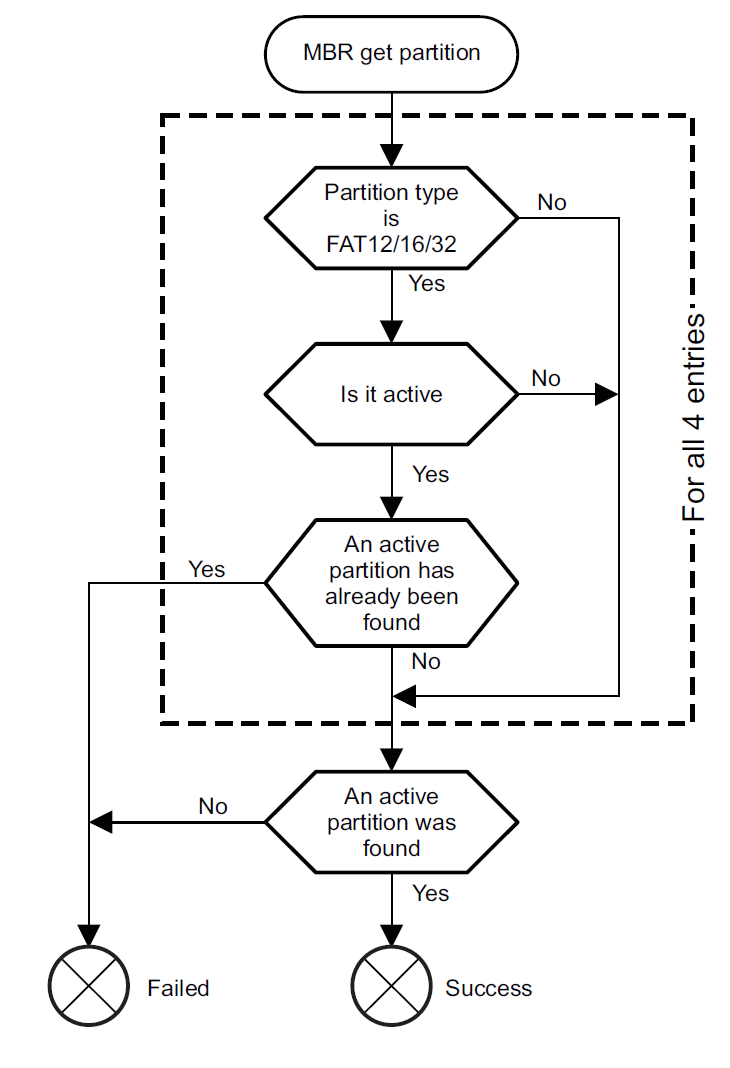 MBR get partition
Partition type
is
FAT12/16/32
No
Yes
Is it active
No
Yes
An active
partition has
already been
found
Yes
No
For all 4 entries
An active
partition was
found
No
Yes
Failed
Success